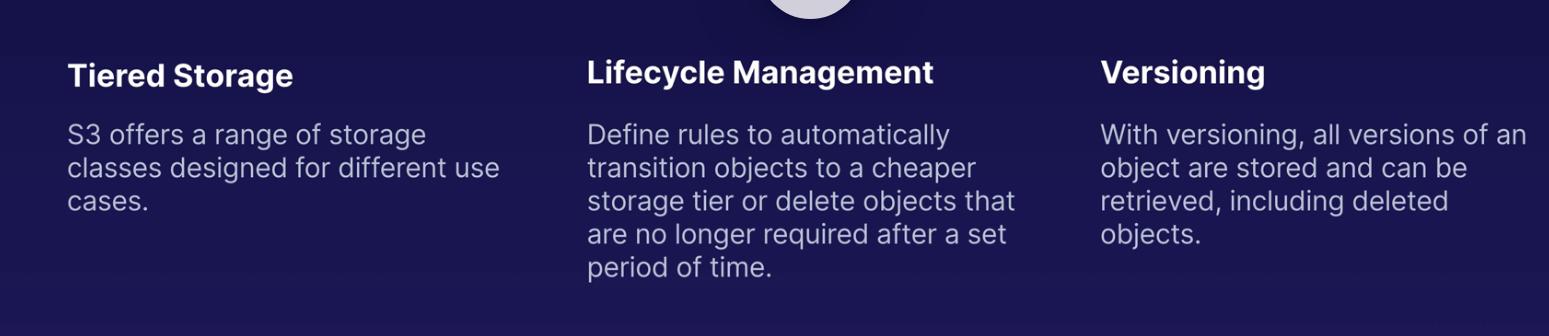 Tiered Storage
S3 offers a range of storage
classes designed for different use
cases.
Lifecycle Management
Define rules to automatically
transition objects to a cheaper
storage tier or delete objects that
are no longer required after a set
period of time.
Versioning
With versioning, all versions of an
object are stored and can be
retrieved, including deleted
objects.